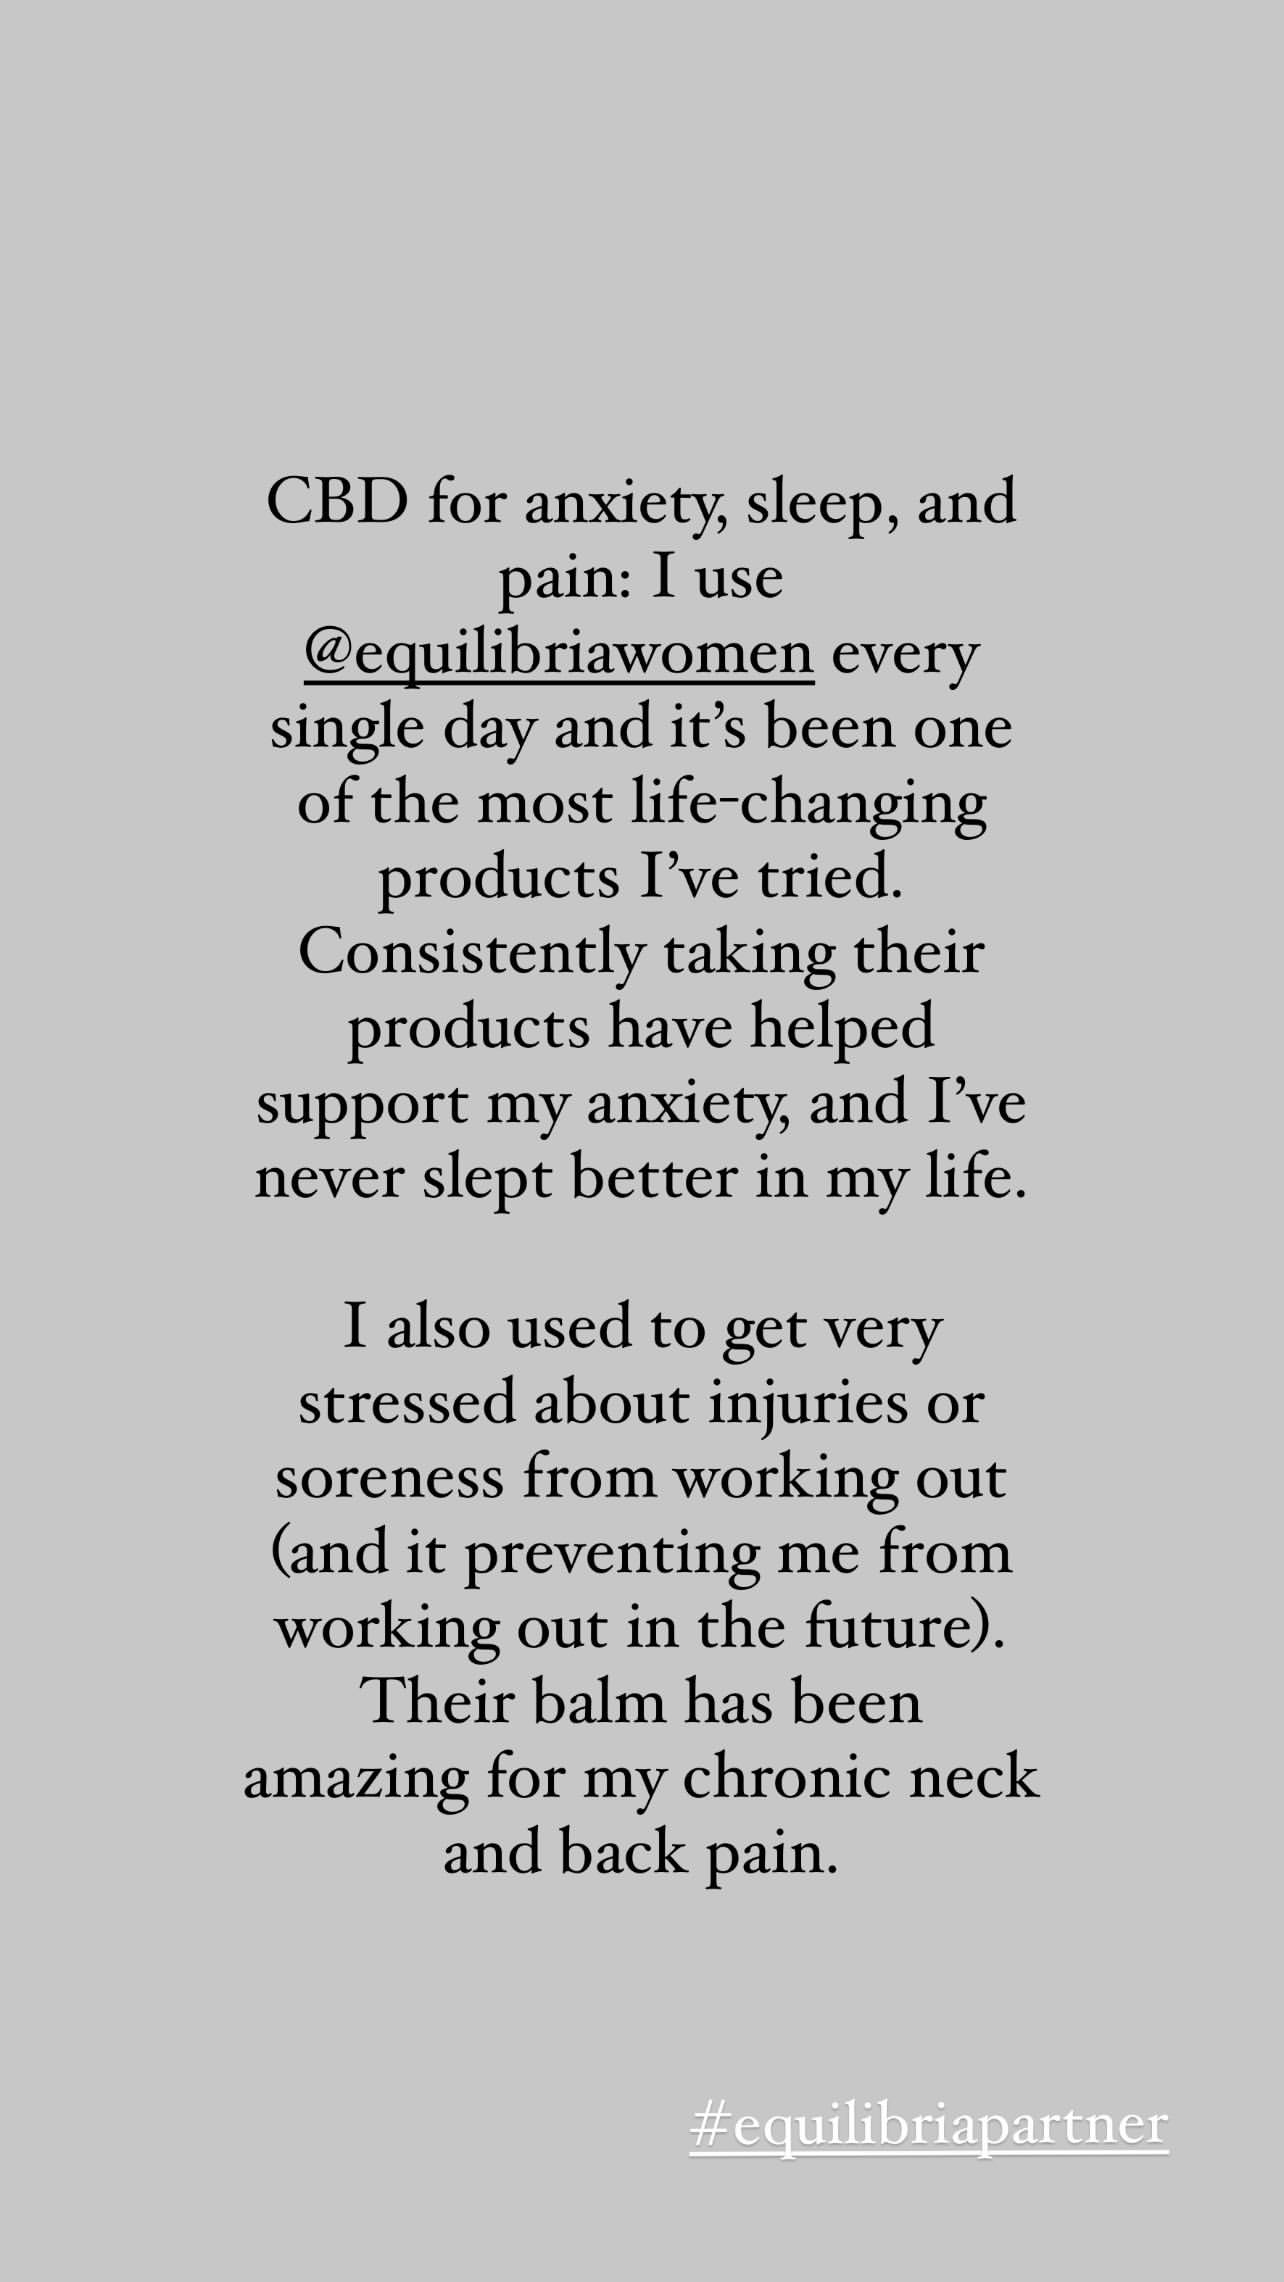 CBD for anxiety, sleep, and
pain: I use
@equilibriawomen every
single day and it’s been one
of the most life-changing
products I’ve tried.
Consistently taking their
products have helped
support my anxiety, and I’ve
never slept better in my life.
I also used to get very
stressed about injuries or
soreness from working out
(and it preventing me from
working out in the future).
Their balm has been
amazing for my chronic neck
and back pain.
#equilibriapartner